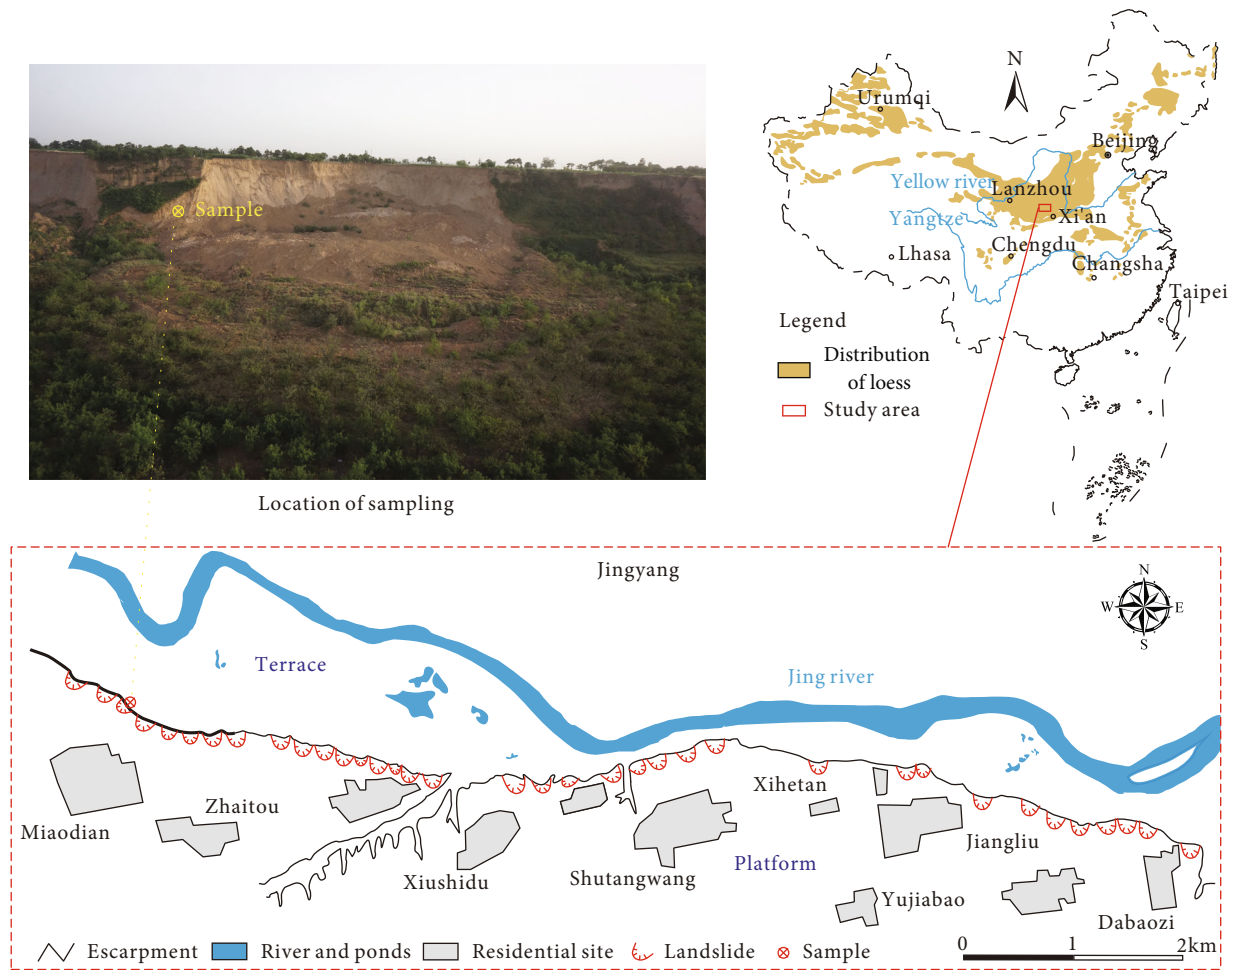 Sample
Location of sampling
N
Urumqi
Beijing
Yellow river
Lanzhou
Yangtze
Xi'an
Chengdu
Lhasa
Changsha
Taipei
Legend
Distribution
of loess
Study area
Jingyang
N
W
E
S
Terrace
Jing river
Zhaitou
Miaodian
Xihetan
Jiangliu
Xiushidu
Shutangwang
Platform
Yujiabao
Dabaozi
Escarpment
River and ponds
Residential site
Landslide
Sample
0
1
2km